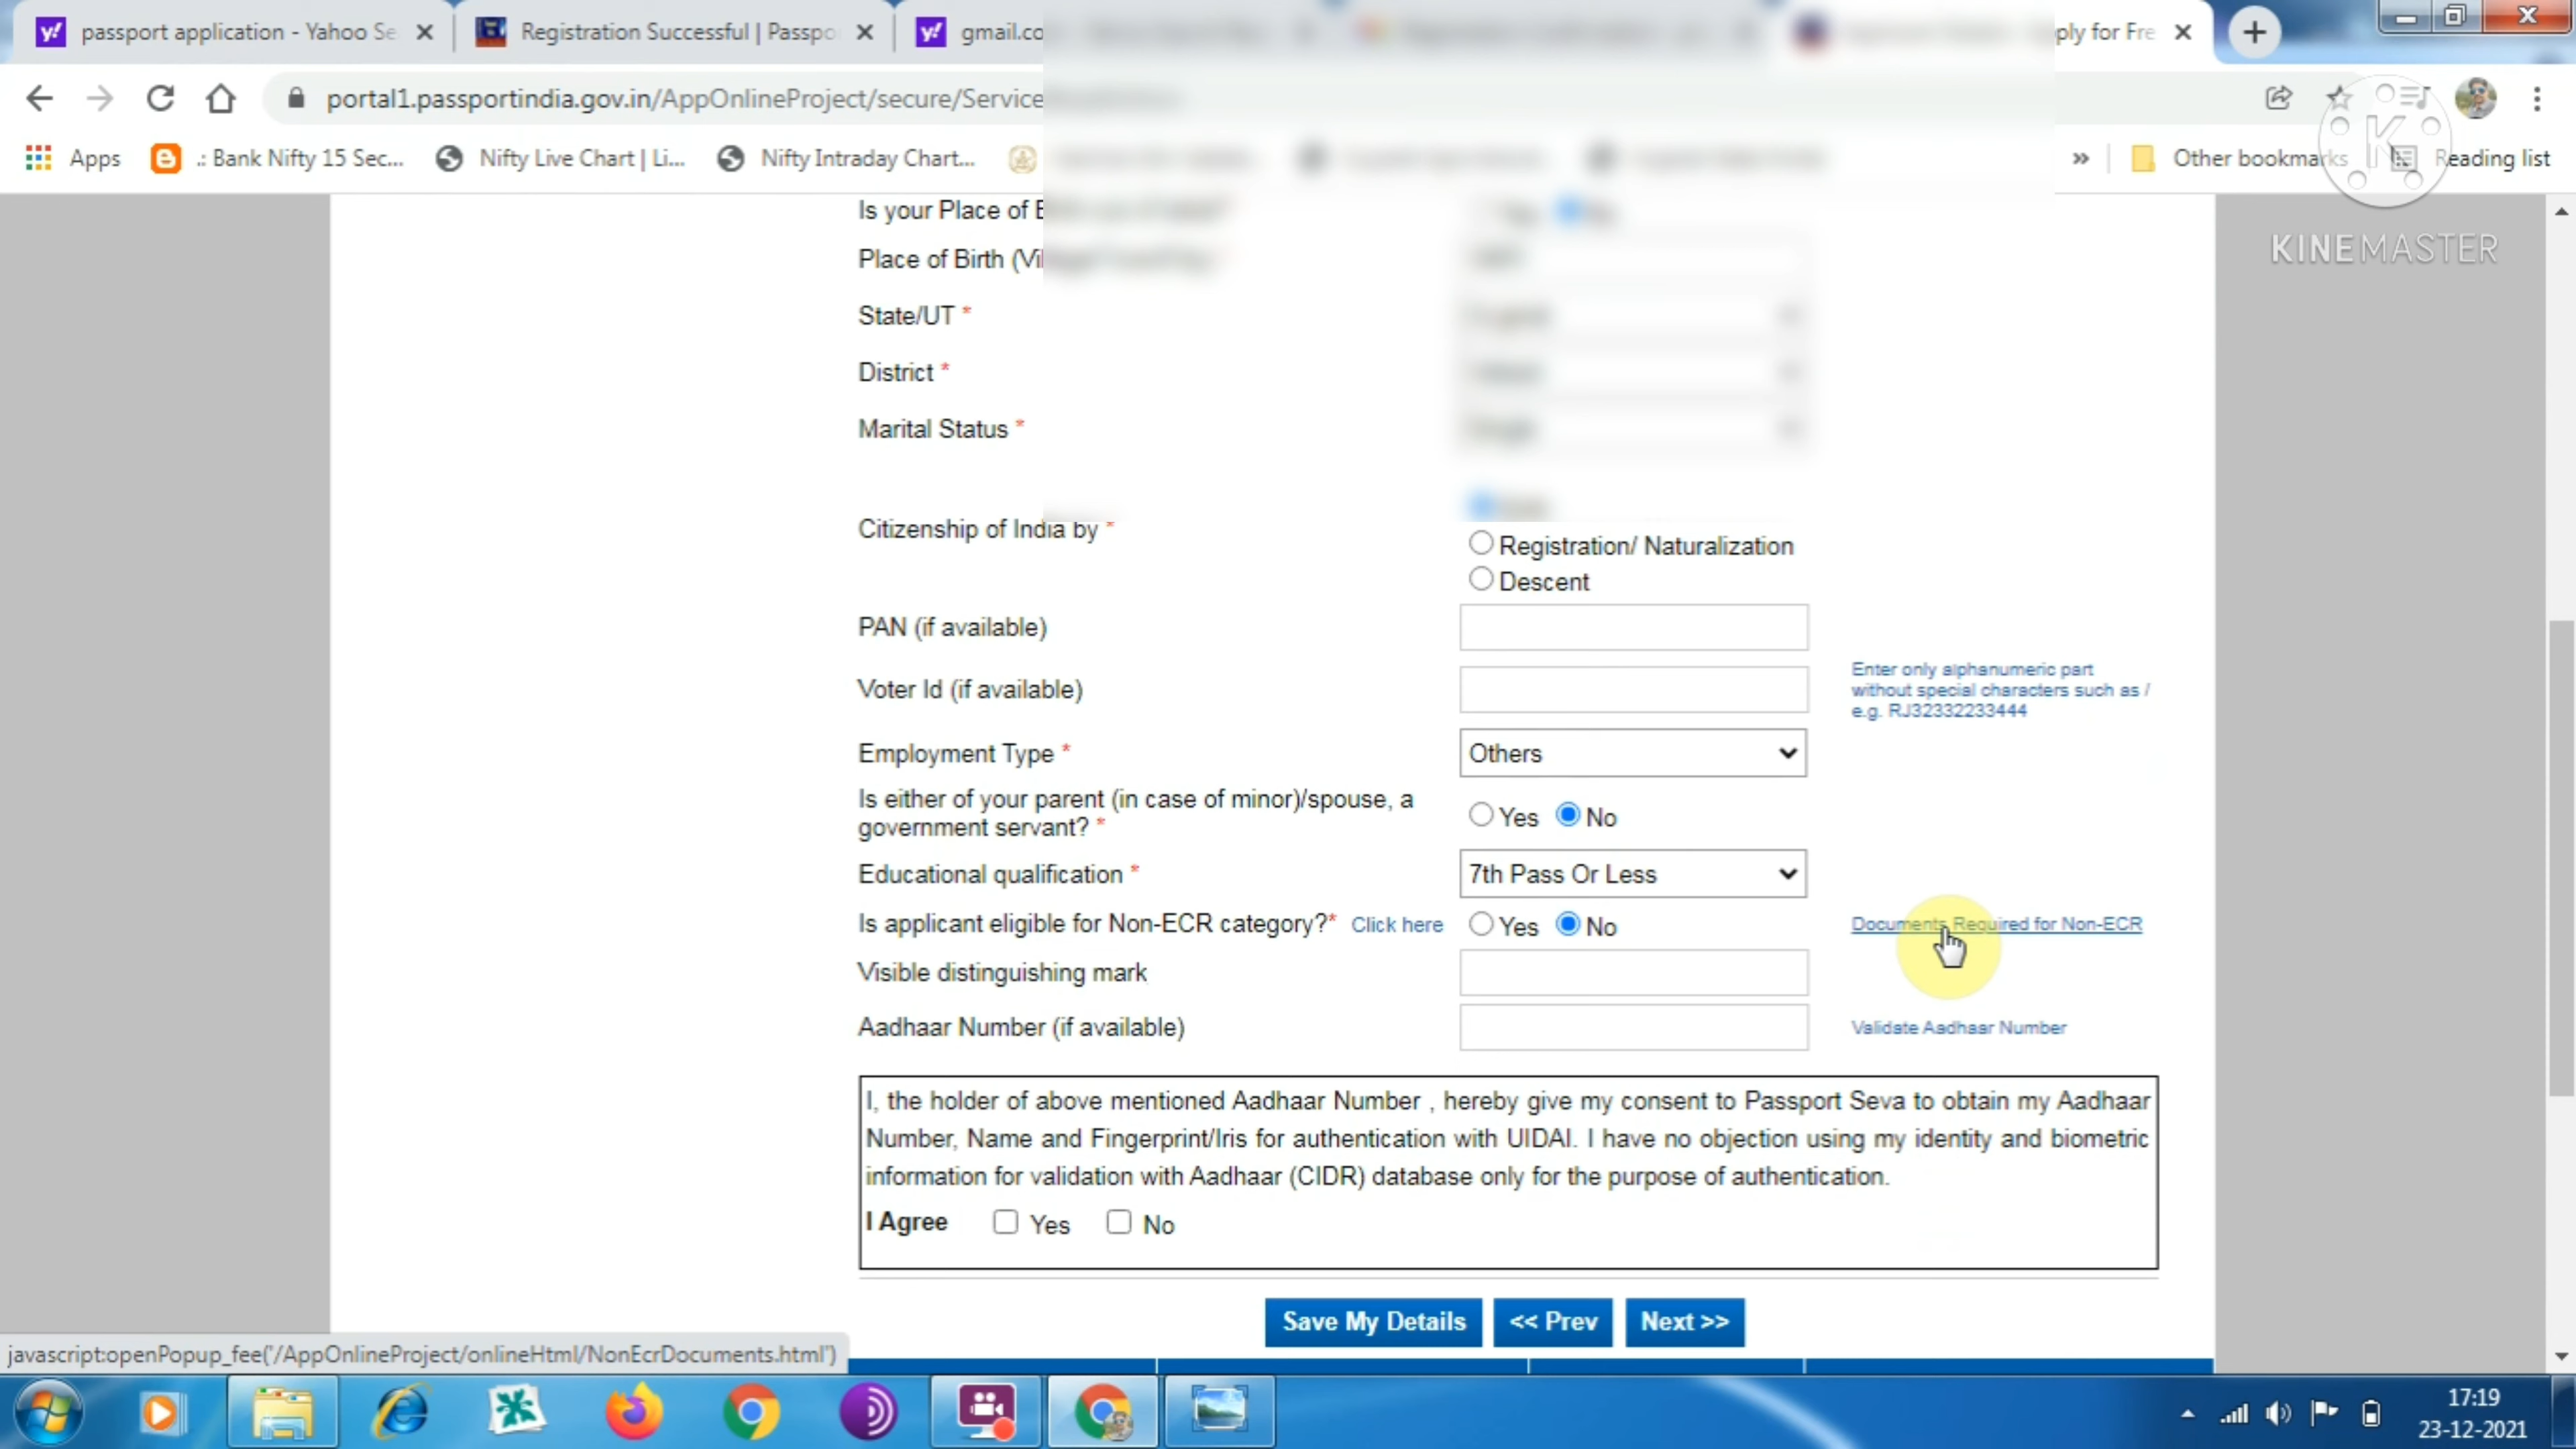 passport application - Yahoo Se
Registration Successful | Passpo
gmail.co
ply for Fre
portal1.passportindia.gov.in/AppOnlineProject/secure/Service
Apps
.: Bank Nifty 15 Sec...
Nifty Live Chart | Li...
Nifty Intraday Chart...
»
Other bookmarks
Reading list
K
KINEMASTER
Is your Place of B
Place of Birth (Vil
State/UT *
District *
Marital Status *
Citizenship of India by *
Registration/ Naturalization
Descent
PAN (if available)
Voter Id (if available)
Enter only alphanumeric part
without special characters such as /
e.g. RJ32332233444
Employment Type *
Others
Is either of your parent (in case of minor)/spouse, a
government servant? *
Yes No
Educational qualification *
7th Pass Or Less
Is applicant eligible for Non-ECR category?* Click here
Yes No
Documents Required for Non-ECR
Visible distinguishing mark
Aadhaar Number (if available)
Validate Aadhaar Number
I, the holder of above mentioned Aadhaar Number , hereby give my consent to Passport Seva to obtain my Aadhaar
Number, Name and Fingerprint/Iris for authentication with UIDAI. I have no objection using my identity and biometric
information for validation with Aadhaar (CIDR) database only for the purpose of authentication.
I Agree Yes No
Save My Details
<< Prev
Next >>
javascript:openPopup_fee('/AppOnlineProject/onlineHtml/NonEcrDocuments.html')
17:19
23-12-2021